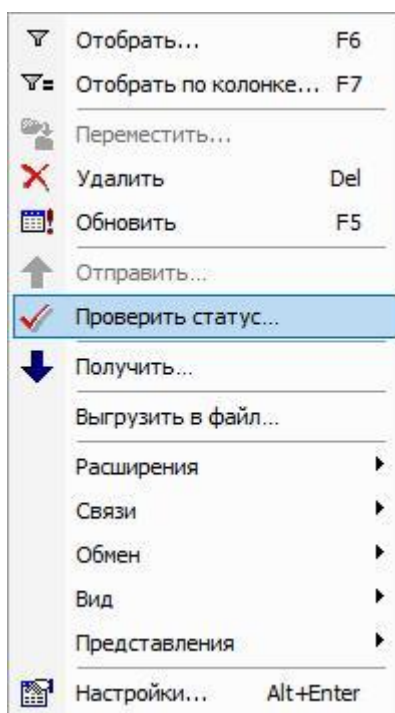 Отобрать... F6
Отобрать по колонке... F7
Переместить...
Удалить Del
Обновить F5
Отправить...
Проверить статус...
Получить...
Выгрузить в файл...
Расширения
Связи
Обмен
Вид
Представления
Настройки... Alt+Enter